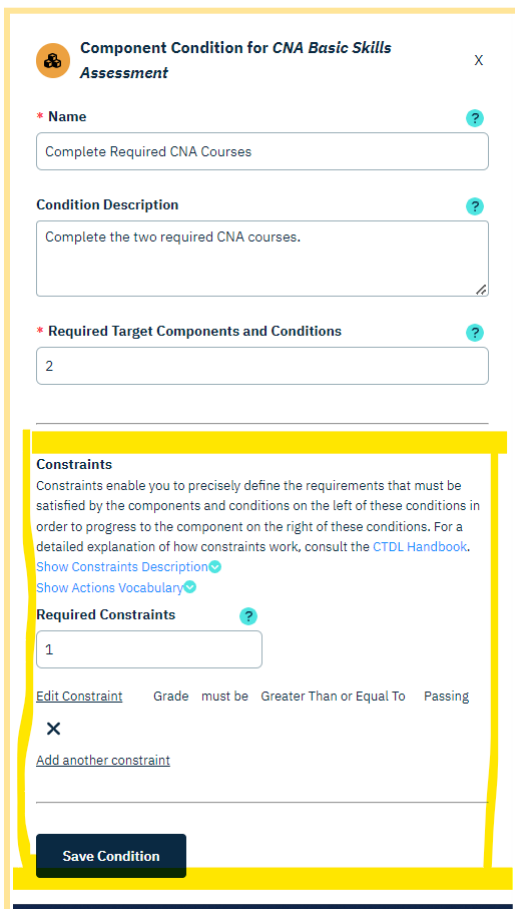 Component Condition for CNA Basic Skills
Assessment
X
* Name
?
Complete Required CNA Courses
Condition Description
?
Complete the two required CNA courses.
* Required Target Components and Conditions
?
2
Constraints
Constraints enable you to precisely define the requirements that must be
satisfied by the components and conditions on the left of these conditions in
order to progress to the component on the right of these conditions. For a
detailed explanation of how constraints work, consult the CTDL Handbook.
Show Constraints Description
Show Actions Vocabulary
Required Constraints
?
1
Edit Constraint Grade must be Greater Than or Equal To Passing
Add another constraint
Save Condition